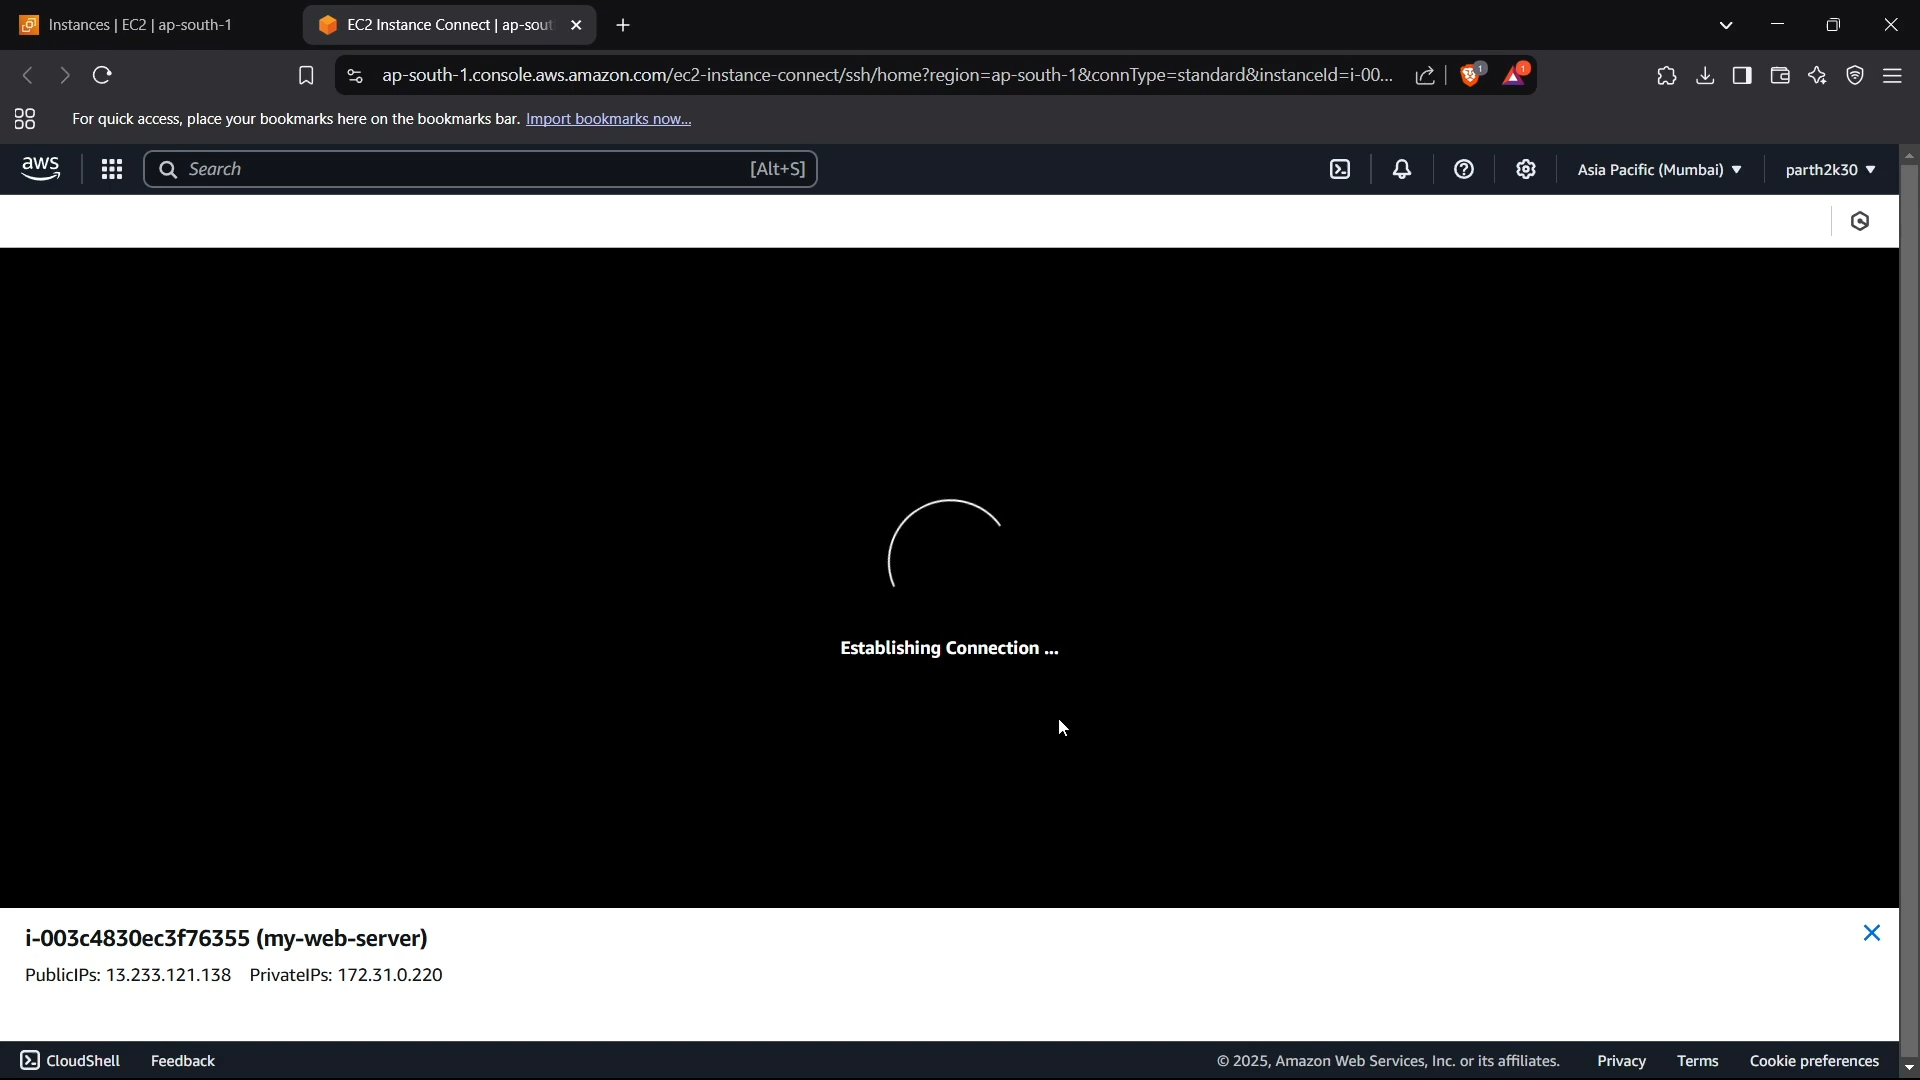 Instances | EC2 | ap-south-1
EC2 Instance Connect | ap-sout
ap-south-1.console.aws.amazon.com/ec2-instance-connect/ssh/home?region=ap-south-1&connType=standard&instanceId=i-00...
1
1
For quick access, place your bookmarks here on the bookmarks bar. Import bookmarks now...
aws
Search
[Alt+S]
Asia Pacific (Mumbai)
parth2k30
Establishing Connection ...
i-003c4830ec3f76355 (my-web-server)
PublicIPs: 13.233.121.138 PrivateIPs: 172.31.0.220
CloudShell
Feedback
© 2025, Amazon Web Services, Inc. or its affiliates.
Privacy
Terms
Cookie preferences